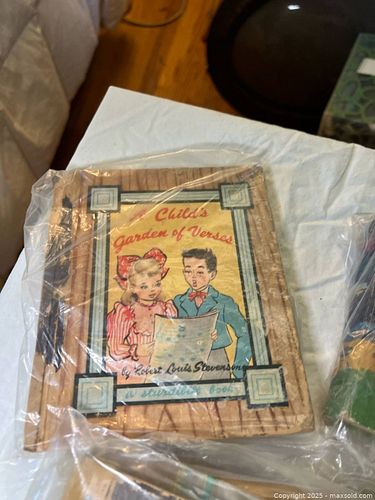 A Child's
Garden of Verses
by Robert Louis Stevenson
a sturdibilt book
Copyright © 2025 - maxsold.com